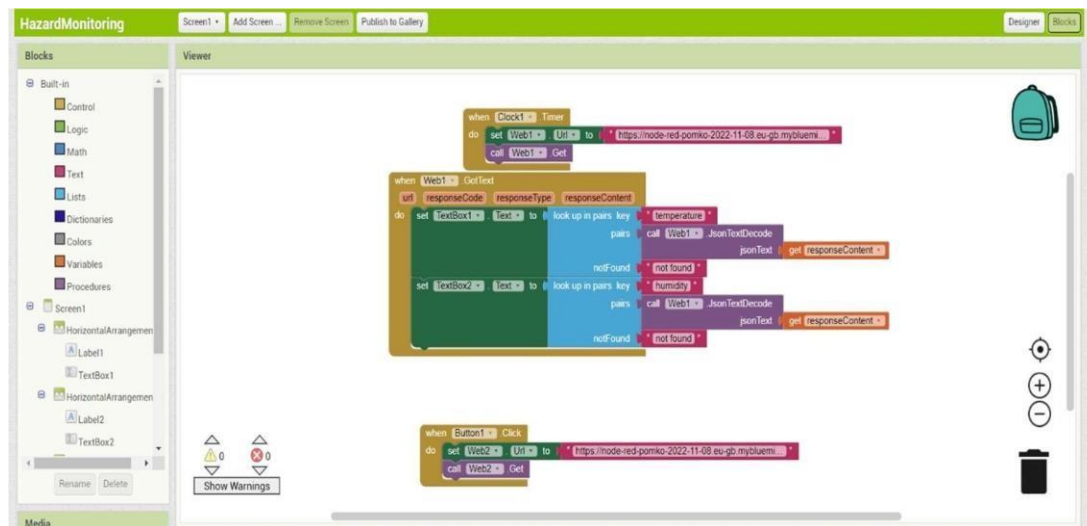 HazardMonitoring Screen1 Add Screen ... Remove Screen Publish to Gallery Designer Blocks
Blocks
Viewer
Built-in
Control
Logic
Math
Text
Lists
Dictionaries
Colors
Variables
Procedures
Screen1
HorizontalArrangemen
Label1
TextBox1
HorizontalArrangemen
Label2
TextBox2
Rename Delete
Media
when Clock1 .Timer
do set Web1 . Url to " https://node-red-pomko-2022-11-08.eu-gb.mybluemi... "
call Web1 .Get
when Web1 .GotText
url responseCode responseType responseContent
do set TextBox1 . Text to look up in pairs key " temperature "
pairs call Web1 .JsonTextDecode
jsonText get responseContent
notFound " not found "
set TextBox2 . Text to look up in pairs key " humidity "
pairs call Web1 .JsonTextDecode
jsonText get responseContent
notFound " not found "
when Button1 .Click
do set Web2 . Url to " https://node-red-pomko-2022-11-08.eu-gb.mybluemi... "
call Web2 .Get
0 0
Show Warnings